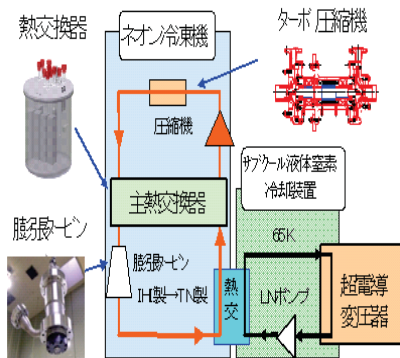 熱交換器
ネオン冷凍機
ターボ圧縮機
圧縮機
サブクール液体窒素
冷却装置
主熱交換器
65K
膨張タービン
膨張タービン
IHI製→TN製
熱交
LNポンプ
超電導
変圧器